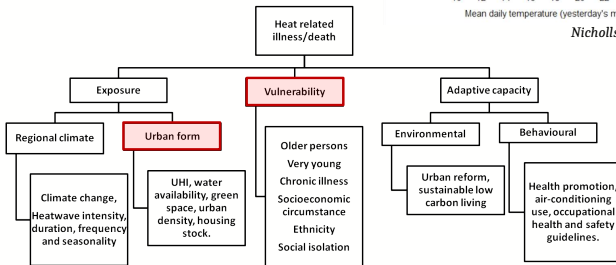 Mean daily temperature (yesterday's m
Nicholls
Heat related
illness/death
Exposure
Vulnerability
Adaptive capacity
Regional climate
Urban form
Environmental
Behavioural
Climate change,
Heatwave intensity,
duration, frequency
and seasonality
UHI, water
availability, green
space, urban
density, housing
stock.
Older persons
Very young
Chronic illness
Socioeconomic
circumstance
Ethnicity
Social isolation
Urban reform,
sustainable low
carbon living
Health promotion,
air-conditioning
use, occupational
health and safety
guidelines.